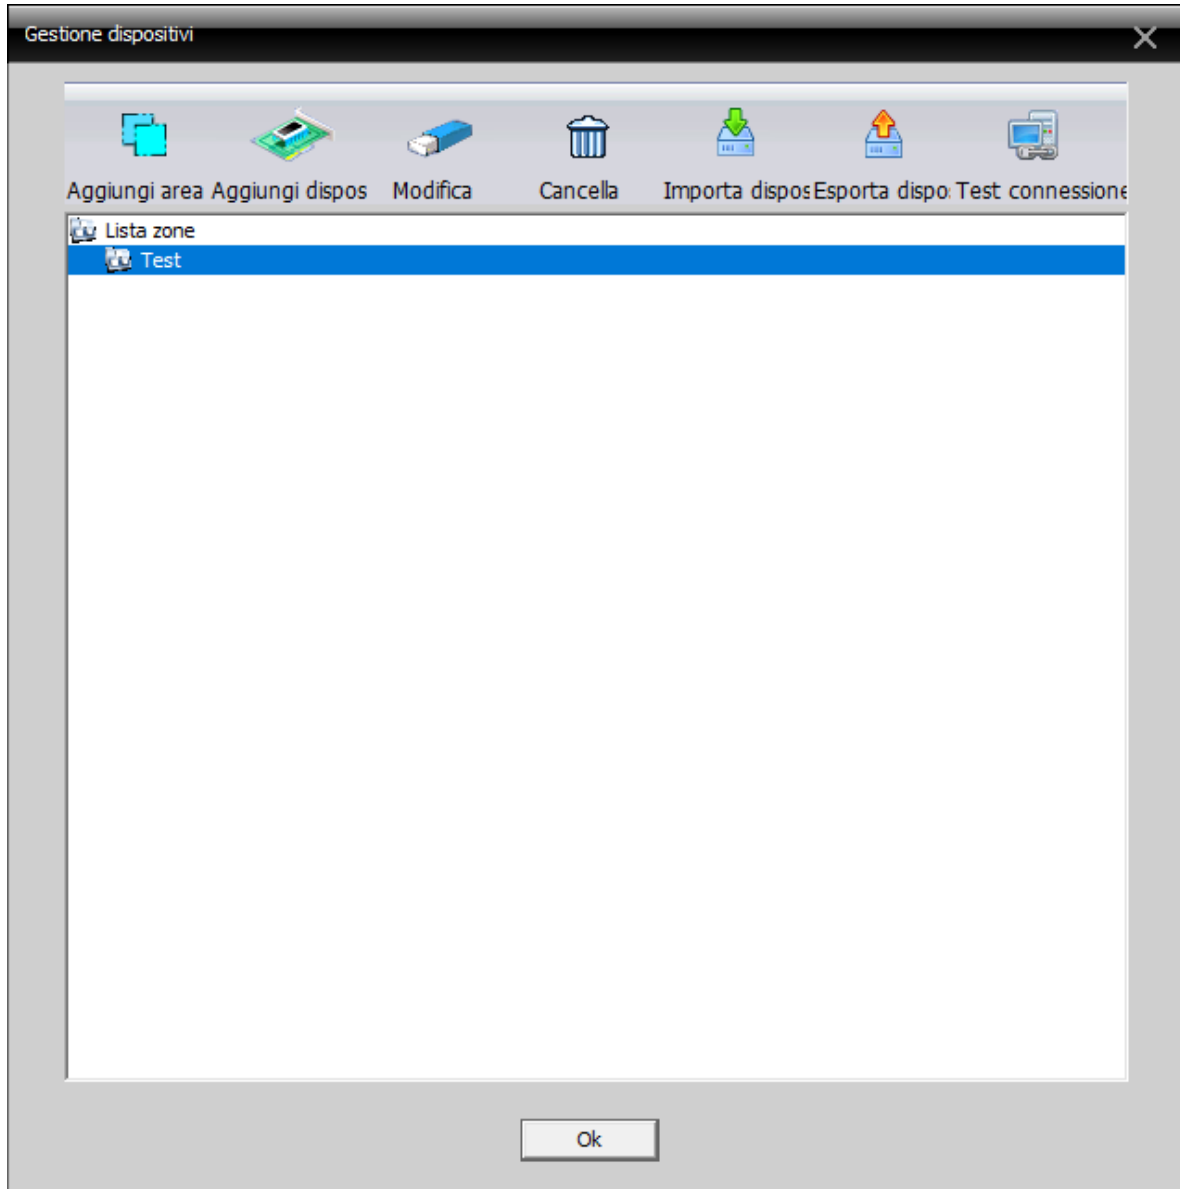 Gestione dispositivi
Aggiungi area Aggiungi dispos Modifica Cancella Importa dispos Esporta dispo Test connessione
Lista zone
Test
Ok